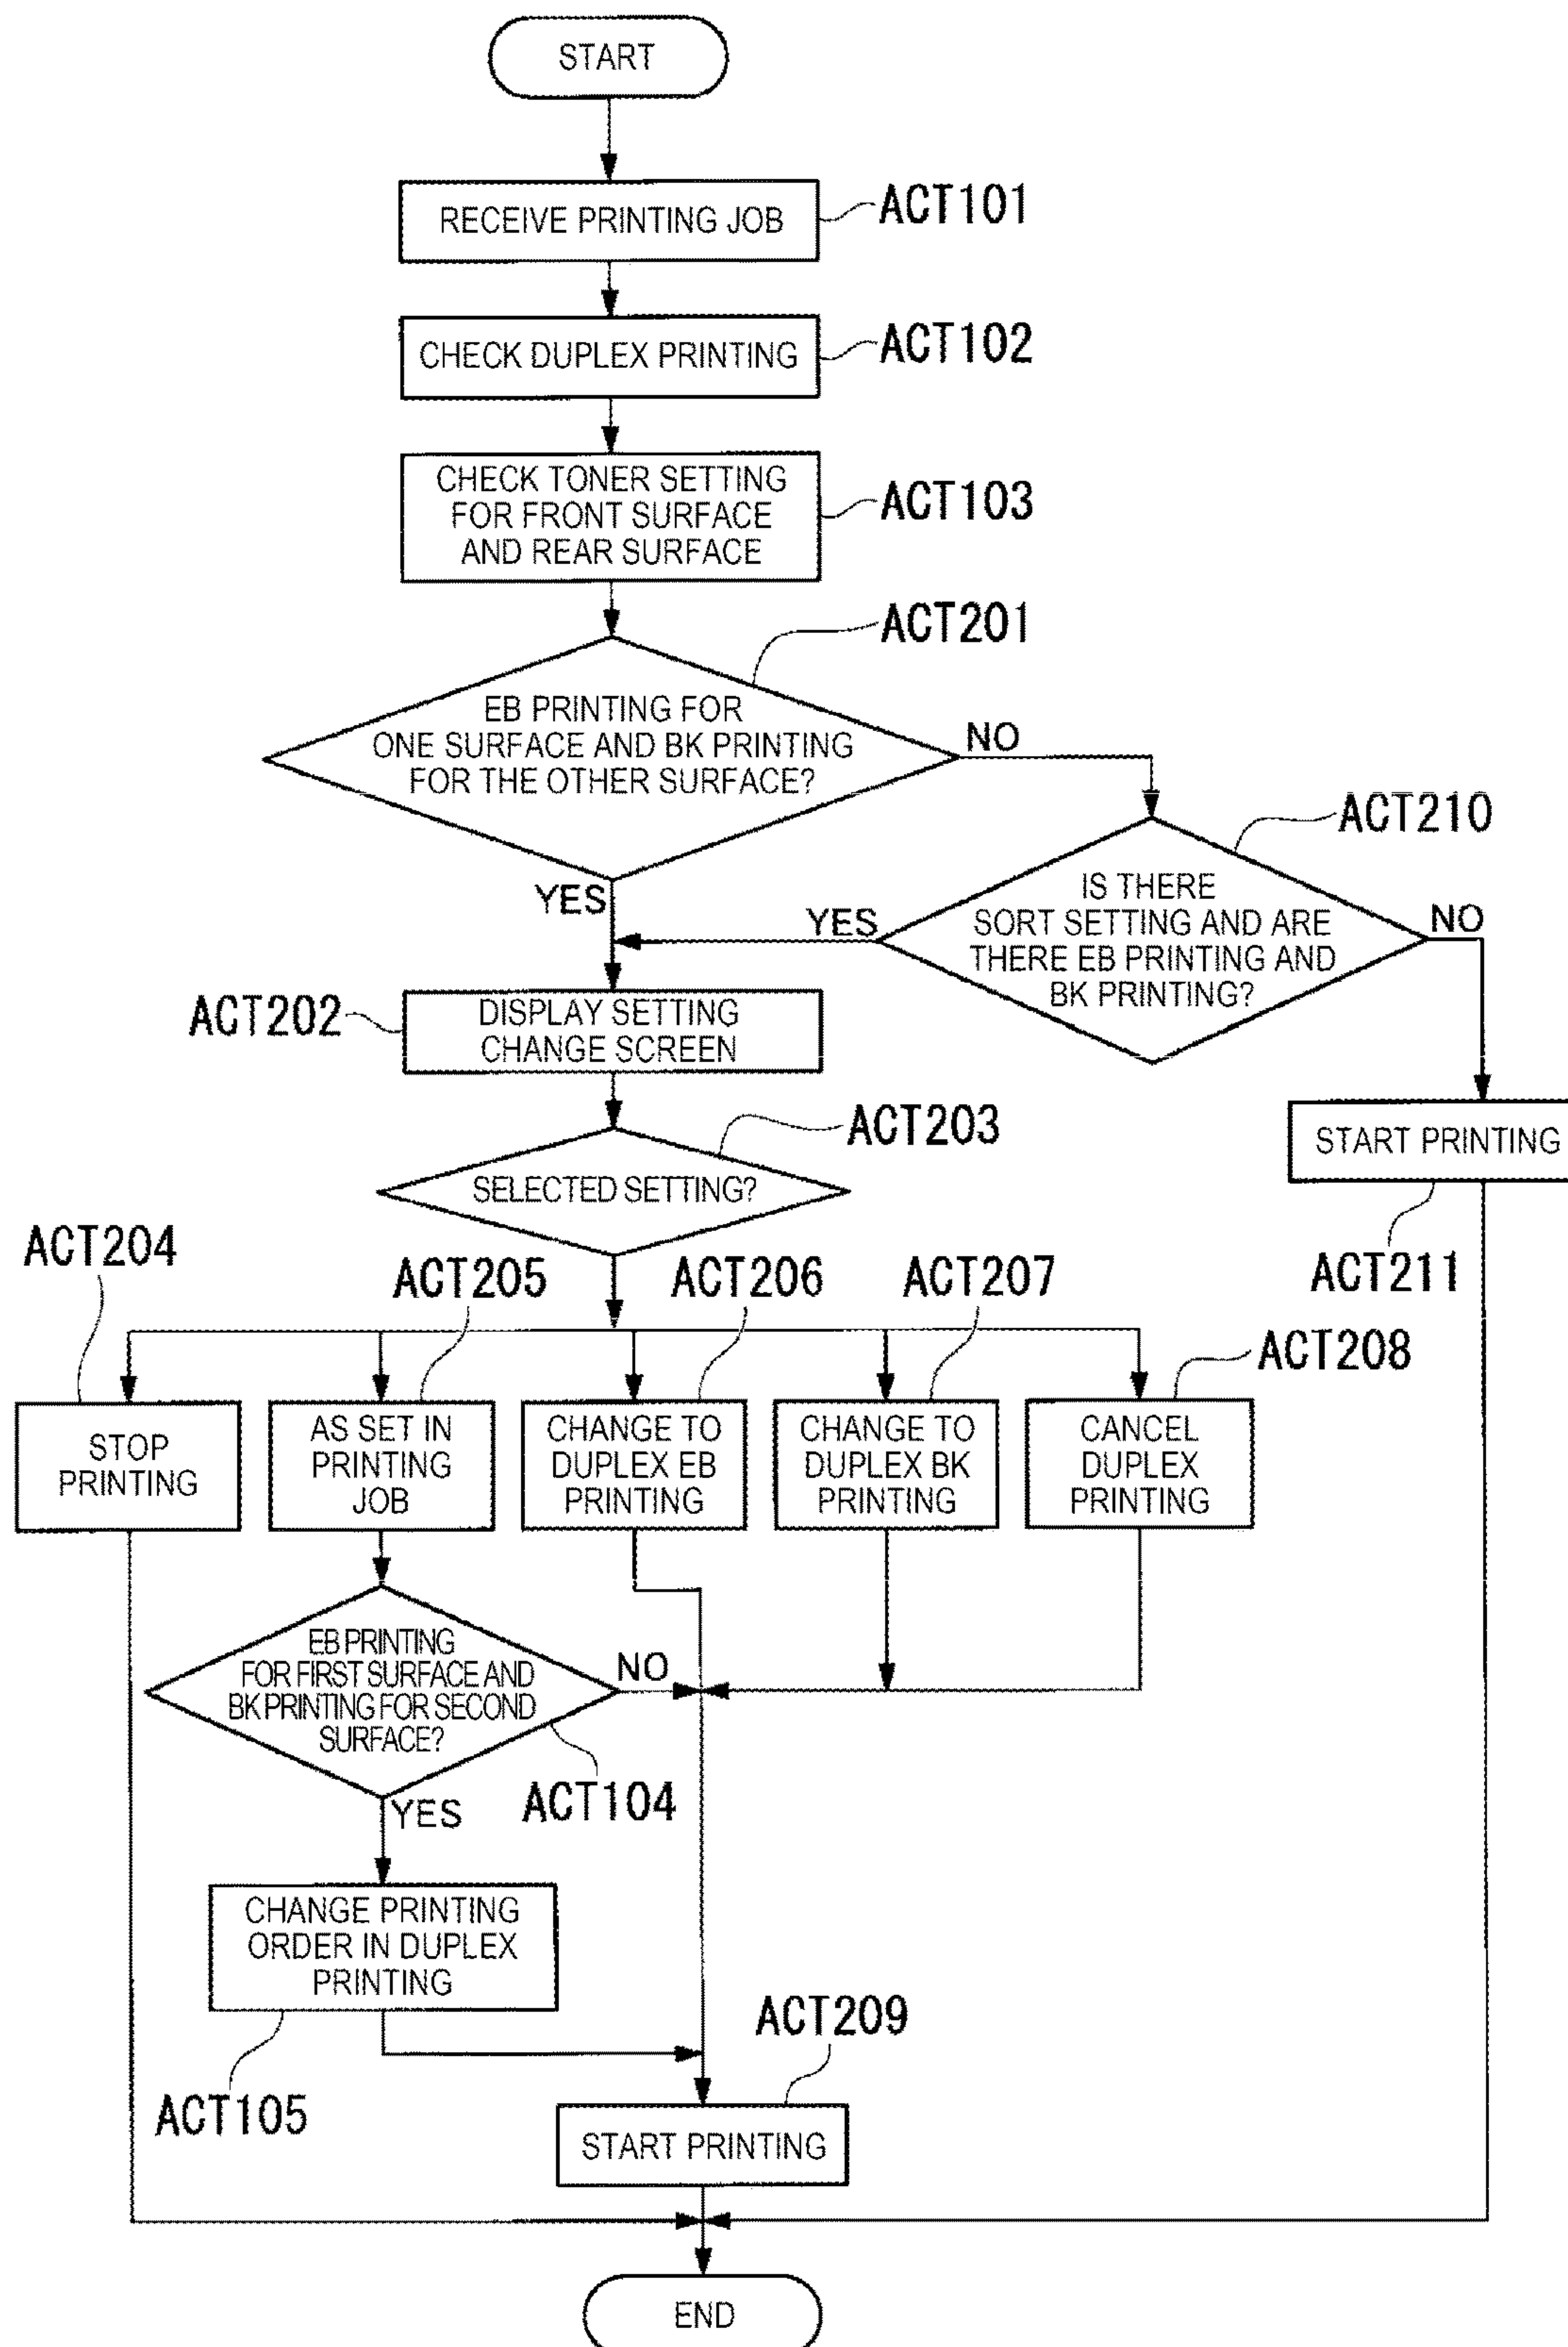 START
RECEIVE PRINTING JOB
ACT101
CHECK DUPLEX PRINTING
ACT102
CHECK TONER SETTING
FOR FRONT SURFACE
AND REAR SURFACE
ACT103
ACT201
EB PRINTING FOR
ONE SURFACE AND BK PRINTING
FOR THE OTHER SURFACE?
NO
YES
ACT210
IS THERE
SORT SETTING AND ARE
THERE EB PRINTING AND
BK PRINTING?
YES
NO
ACT202
DISPLAY SETTING
CHANGE SCREEN
ACT203
SELECTED SETTING?
START PRINTING
ACT211
ACT204
ACT205
ACT206
ACT207
ACT208
STOP
PRINTING
AS SET IN
PRINTING
JOB
CHANGE TO
DUPLEX EB
PRINTING
CHANGE TO
DUPLEX BK
PRINTING
CANCEL
DUPLEX
PRINTING
EB PRINTING
FOR FIRST SURFACE AND
BK PRINTING FOR SECOND
SURFACE?
NO
ACT104
YES
CHANGE PRINTING
ORDER IN DUPLEX
PRINTING
ACT105
ACT209
START PRINTING
END